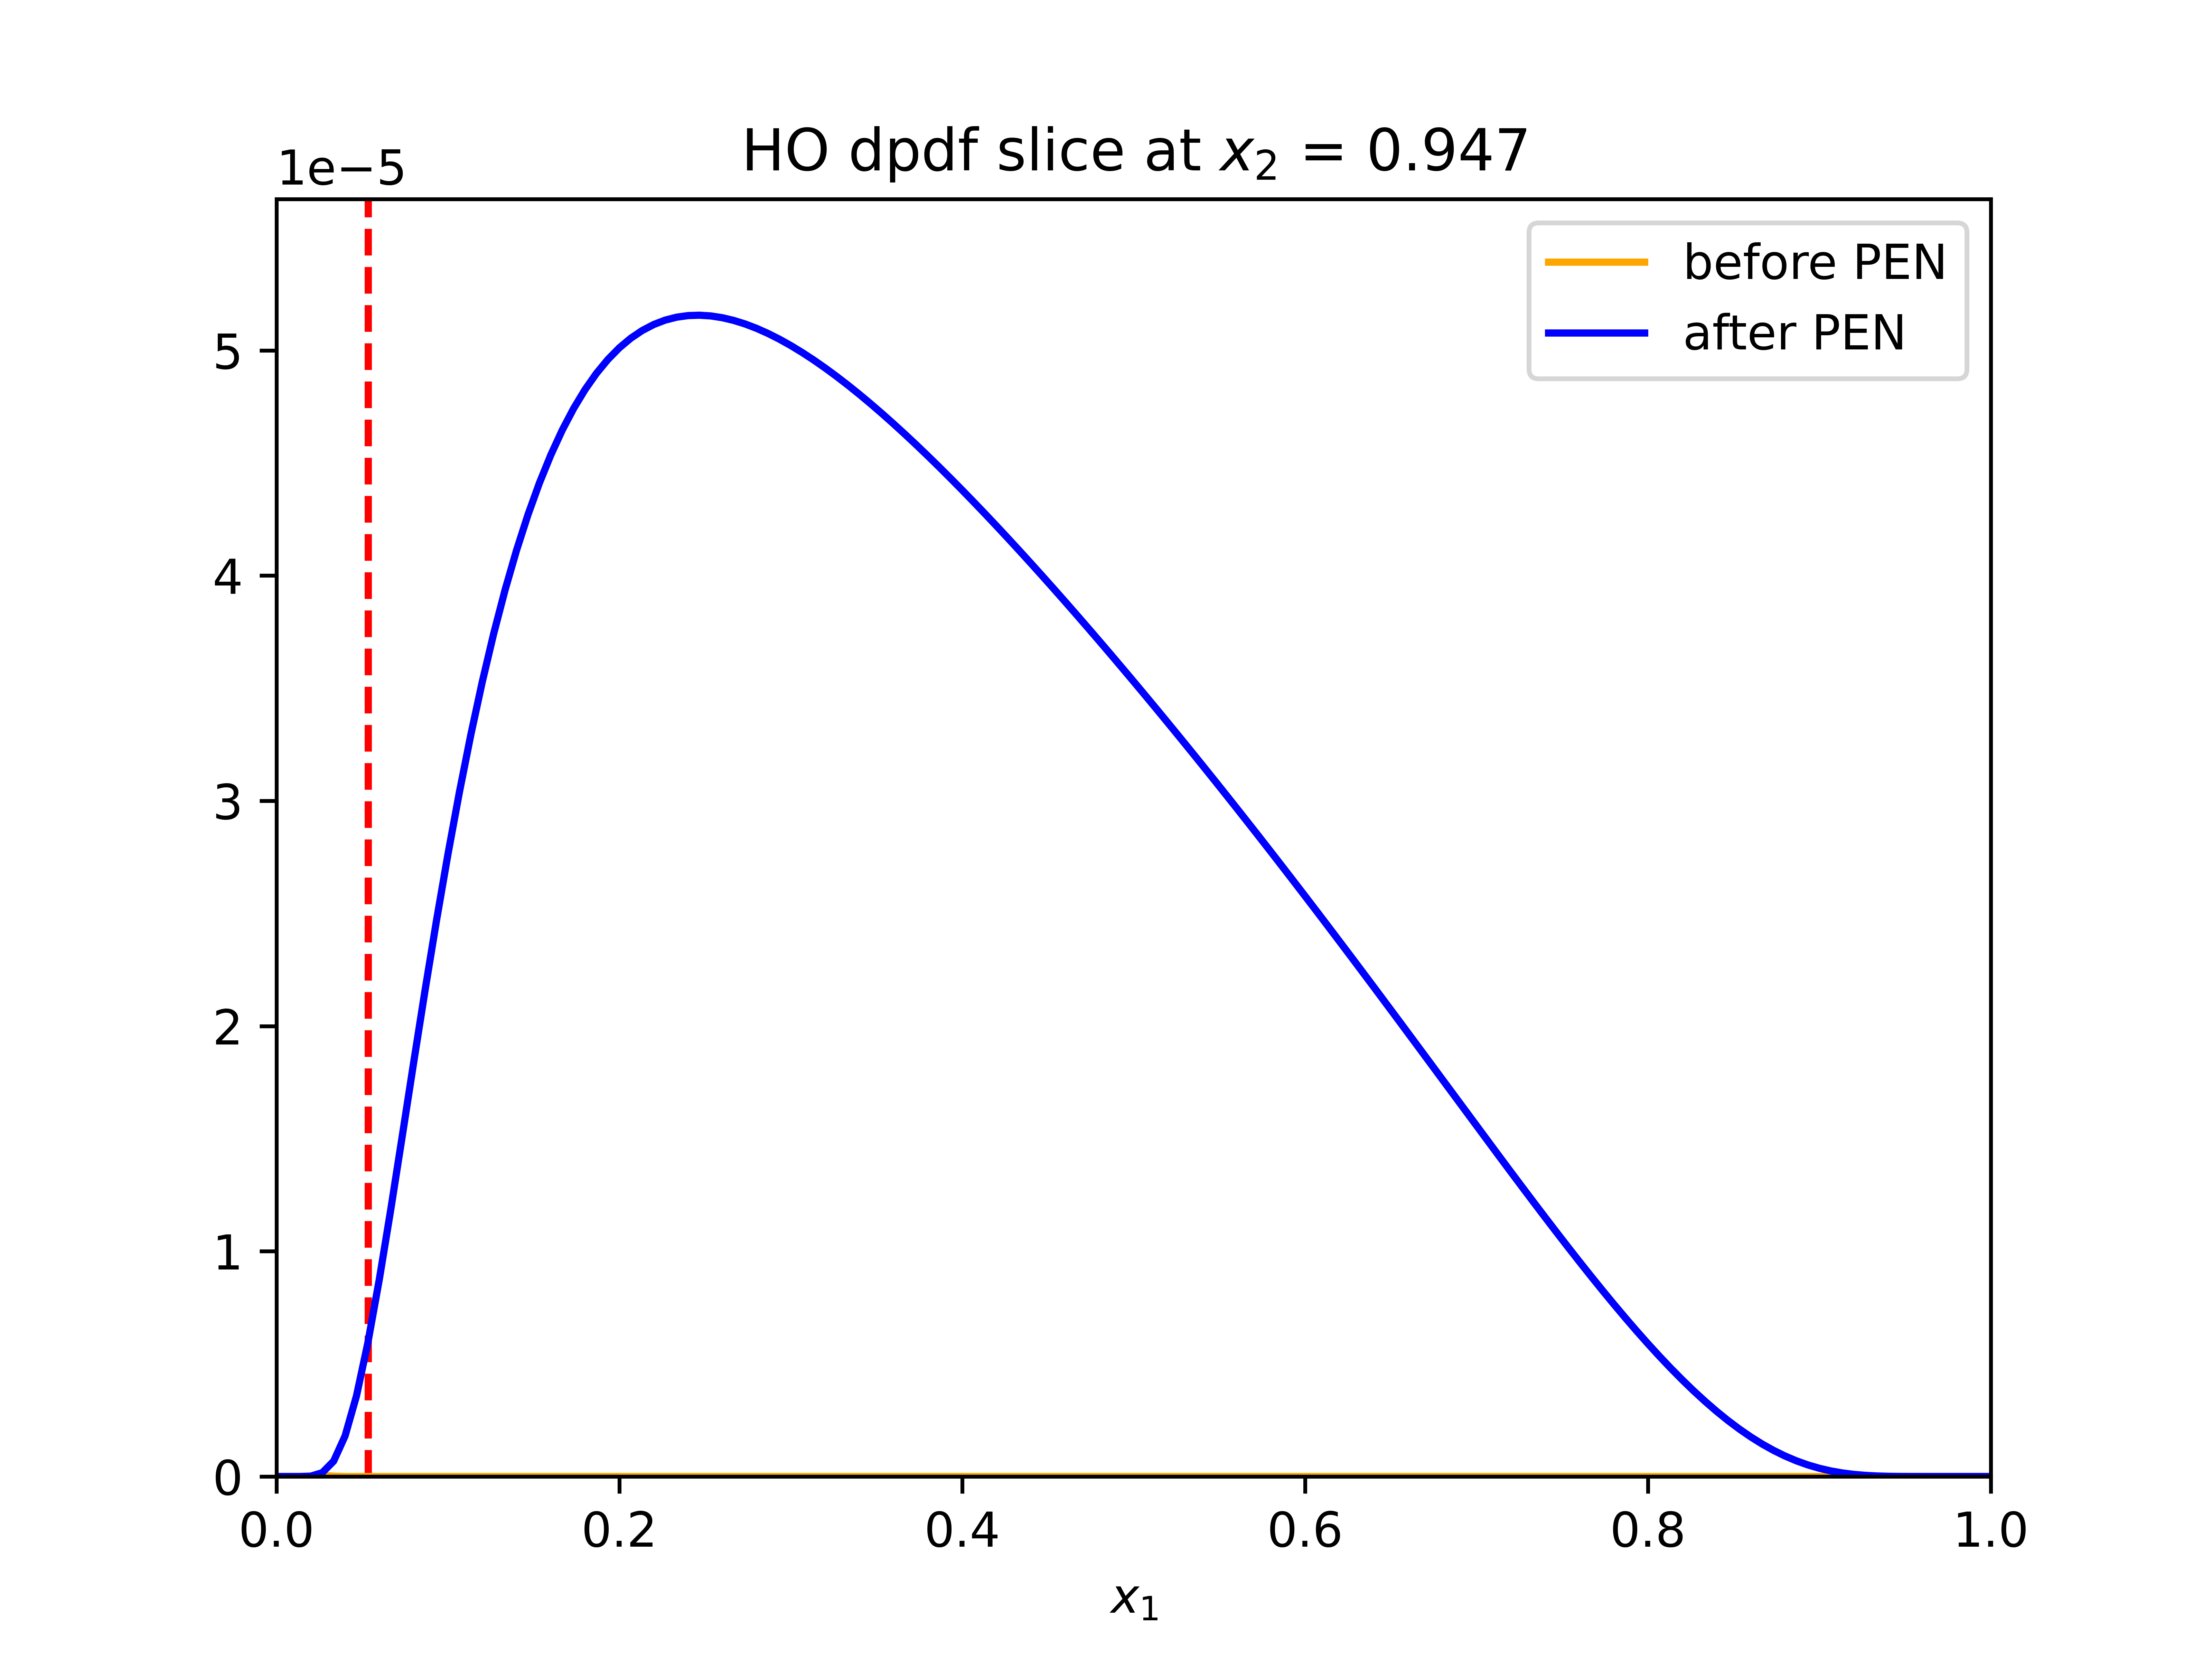 HO dpdf slice at x₂ = 0.947
1e−5
before PEN
after PEN
5
4
3
2
1
0
0.0 0.2 0.4 0.6 0.8 1.0
x₁